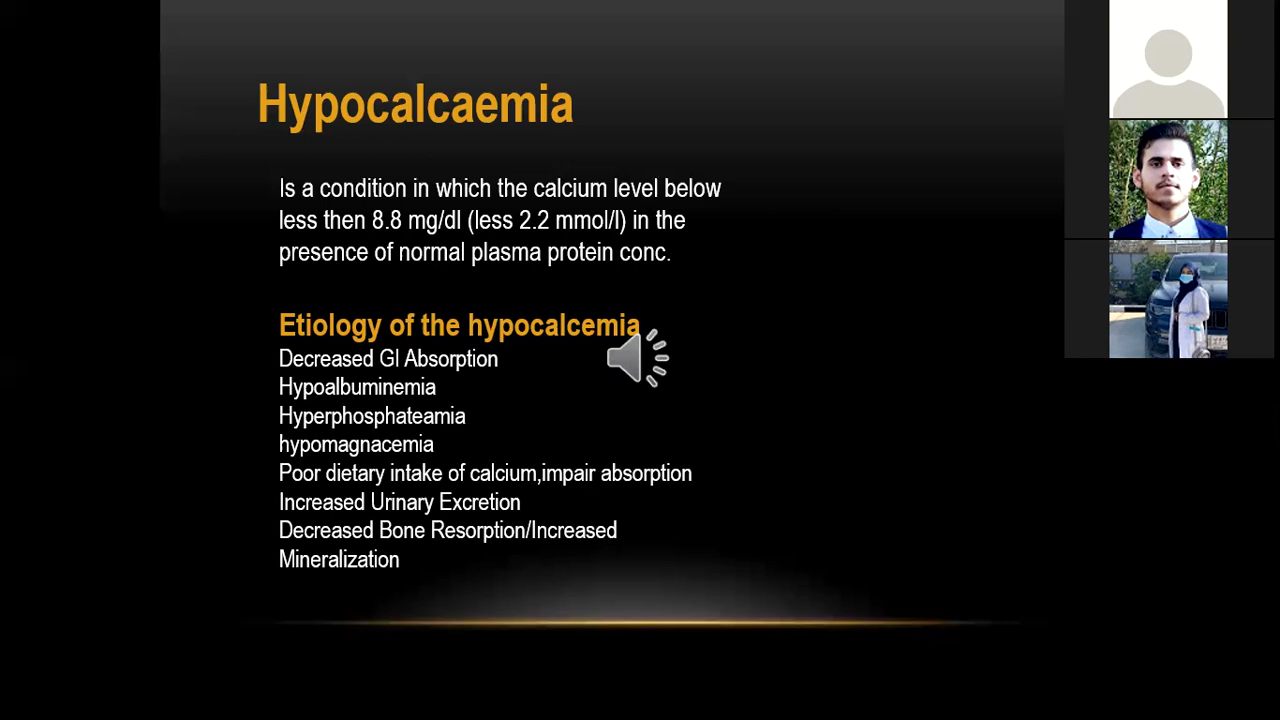 Hypocalcaemia
Is a condition in which the calcium level below
less then 8.8 mg/dl (less 2.2 mmol/l) in the
presence of normal plasma protein conc.
Etiology of the hypocalcemia
Decreased GI Absorption
Hypoalbuminemia
Hyperphosphateamia
hypomagnacemia
Poor dietary intake of calcium,impair absorption
Increased Urinary Excretion
Decreased Bone Resorption/Increased
Mineralization